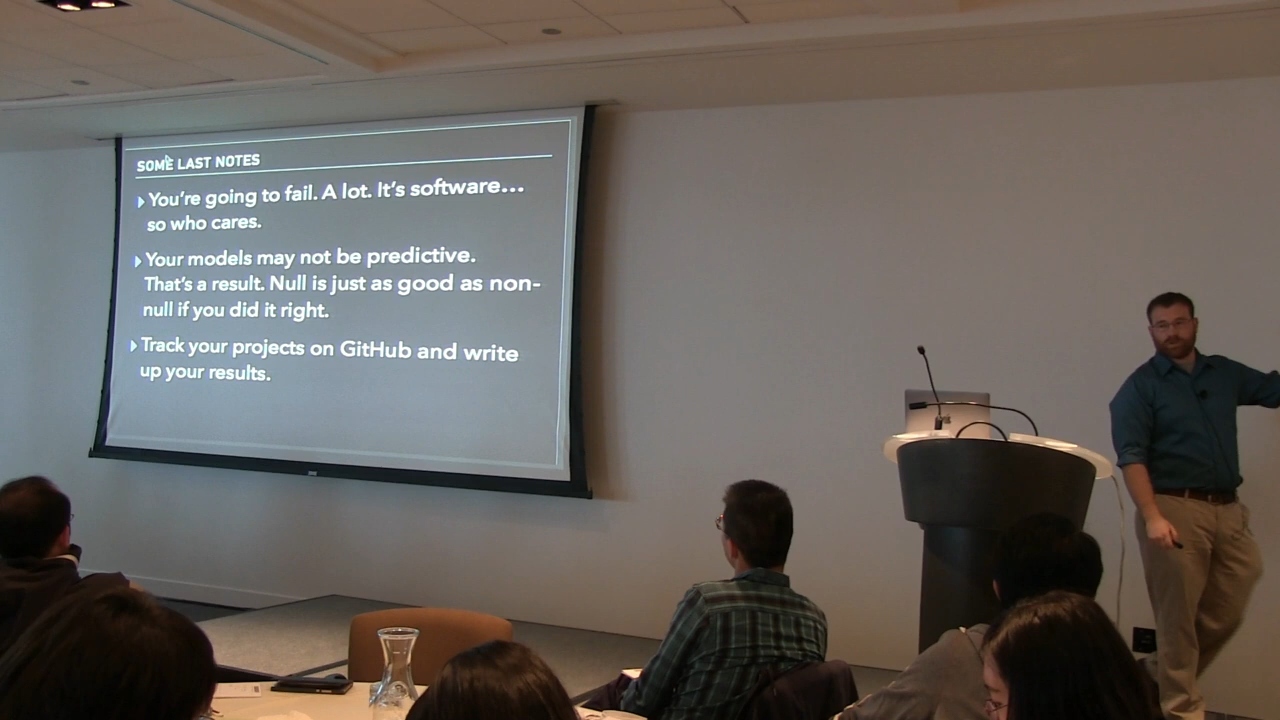 SOME LAST NOTES
You're going to fail. A lot. It's software...
so who cares.
Your models may not be predictive.
That's a result. Null is just as good as non-
null if you did it right.
Track your projects on GitHub and write
up your results.